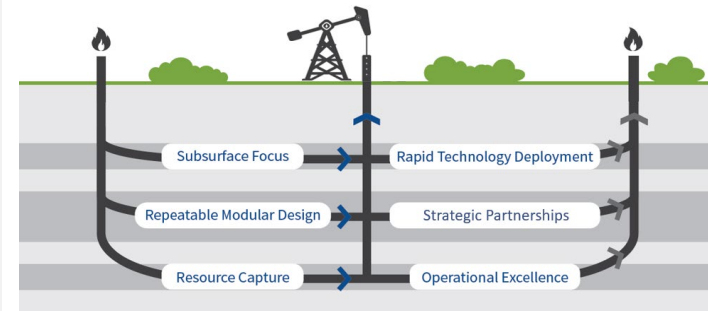 Subsurface Focus
Rapid Technology Deployment
Repeatable Modular Design
Strategic Partnerships
Resource Capture
Operational Excellence